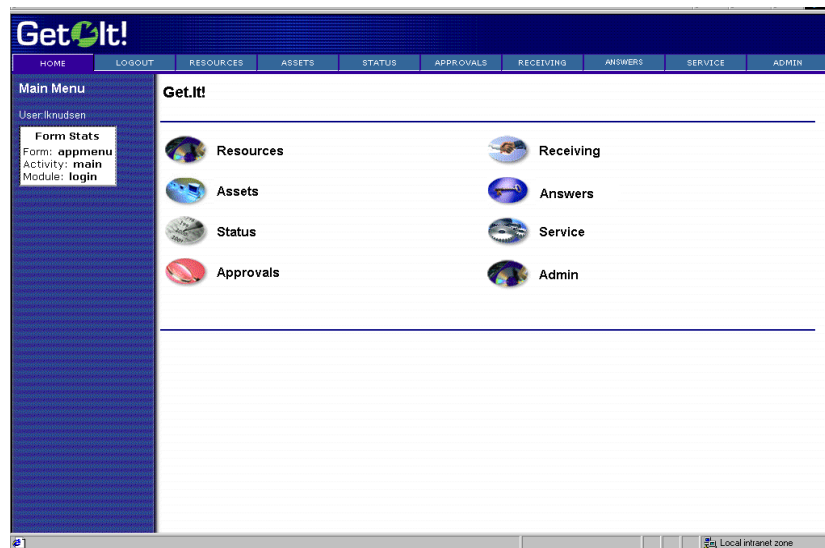 Get It!
HOME LOGOUT RESOURCES ASSETS STATUS APPROVALS RECEIVING ANSWERS SERVICE ADMIN
Main Menu
User:lknudsen
Form Stats
Form: appmenu
Activity: main
Module: login
Get.It!
Resources Receiving
Assets Answers
Status Service
Approvals Admin
Local intranet zone